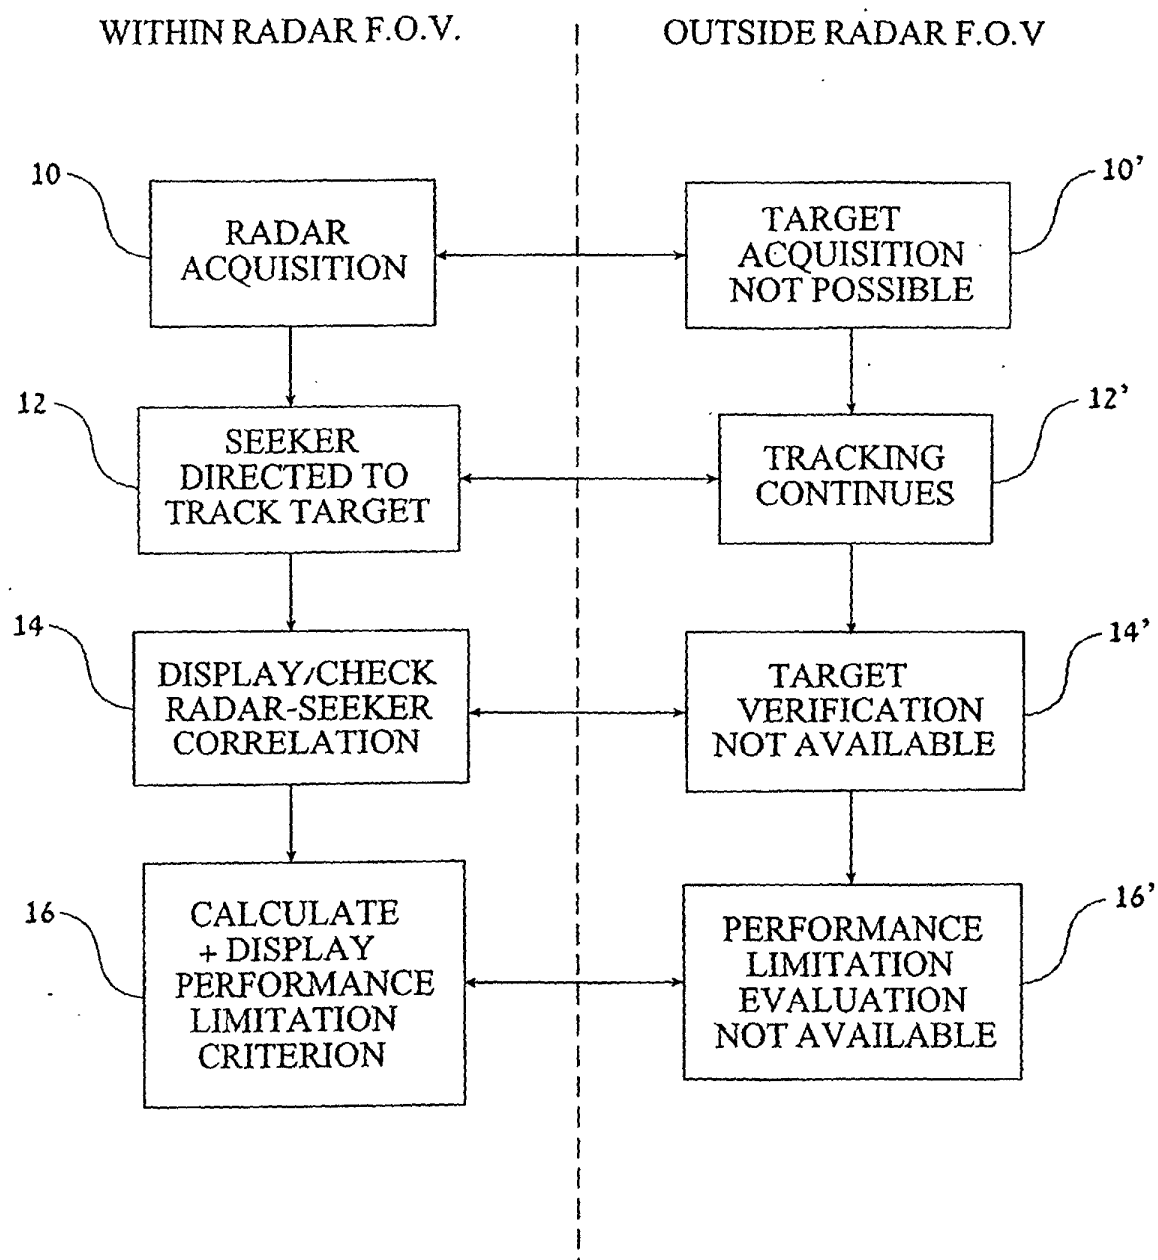 WITHIN RADAR F.O.V.
OUTSIDE RADAR F.O.V
10
RADAR
ACQUISITION
10'
TARGET
ACQUISITION
NOT POSSIBLE
12
SEEKER
DIRECTED TO
TRACK TARGET
12'
TRACKING
CONTINUES
14
DISPLAY/CHECK
RADAR-SEEKER
CORRELATION
14'
TARGET
VERIFICATION
NOT AVAILABLE
16
CALCULATE
+ DISPLAY
PERFORMANCE
LIMITATION
CRITERION
16'
PERFORMANCE
LIMITATION
EVALUATION
NOT AVAILABLE